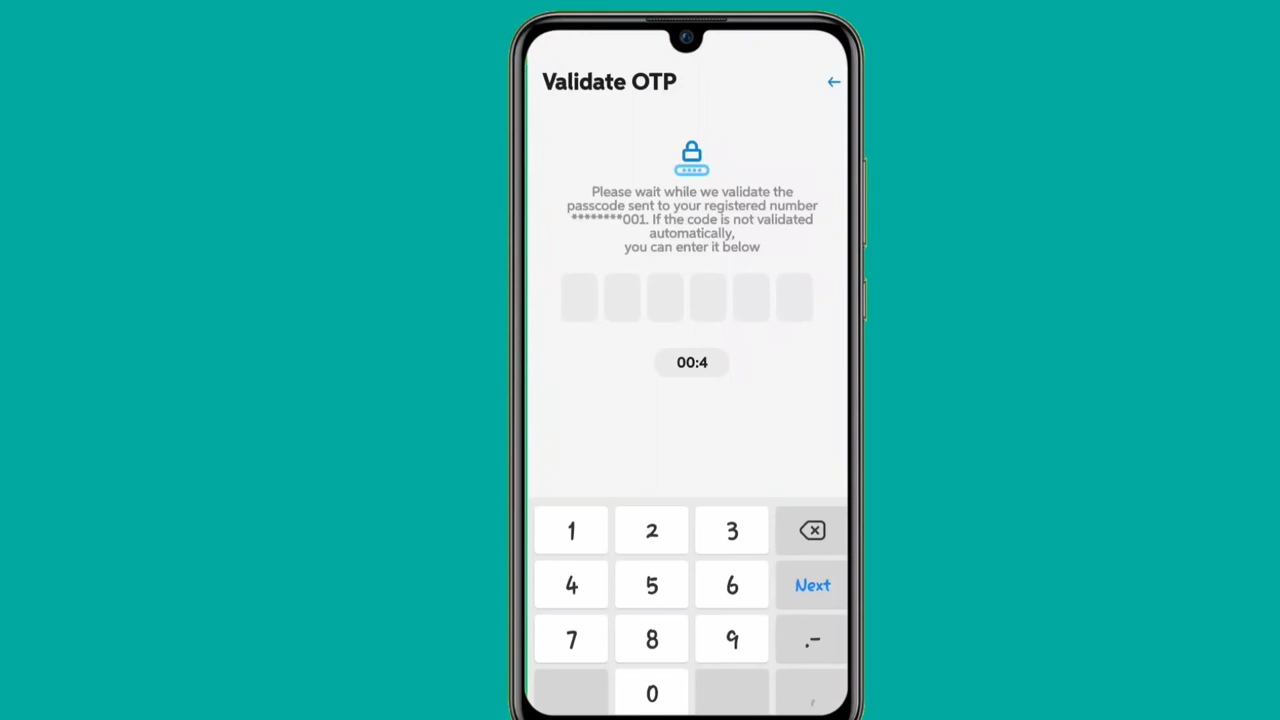 Validate OTP
Please wait while we validate the
passcode sent to your registered number
********001. If the code is not validated
automatically,
you can enter it below
00:4
1 2 3
4 5 6 Next
7 8 9 .-
0 ,